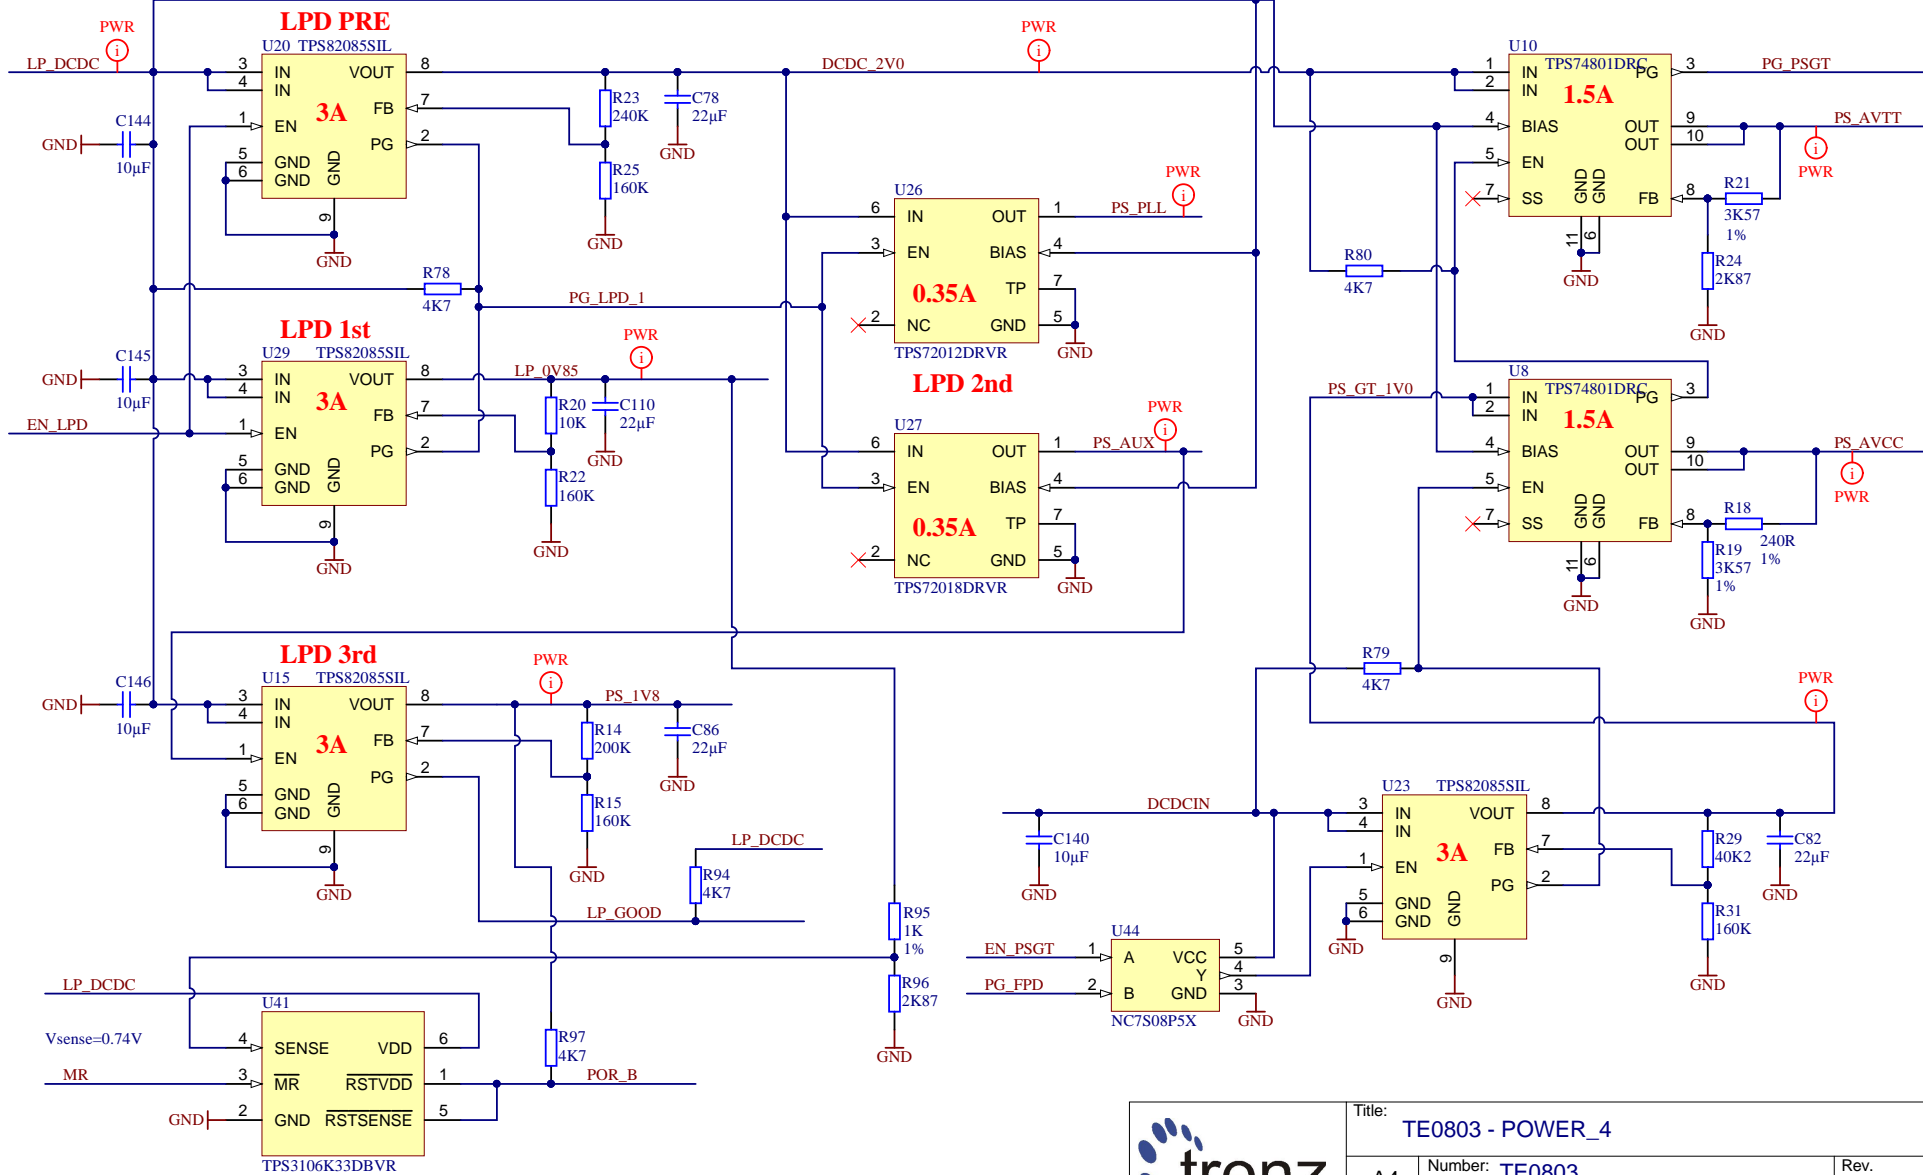 LPD PRE
U20 TPS82085SIL
PWR
LP_DCDC
3 IN VOUT 8
4 IN
3A
FB 7
1 EN
PG 2
5 GND
6 GND
GND
9
GND
C144
10µF
GND
R23
240K
C78
22µF
GND
R25
160K
GND
DCDC_2V0
PWR
R78
4K7
PG_LPD_1
LPD 1st
U29 TPS82085SIL
C145
10µF
GND
EN_LPD
3 IN VOUT 8
4 IN
3A
FB 7
1 EN
PG 2
5 GND
6 GND
GND
9
GND
LP_0V85
PWR
R20
10K
C110
22µF
GND
R22
160K
GND
U26
6 IN OUT 1
3 EN BIAS 4
0.35A
TP 7
2 NC GND 5
TPS72012DRVR
GND
PS_PLL
PWR
LPD 2nd
U27
6 IN OUT 1
3 EN BIAS 4
0.35A
TP 7
2 NC GND 5
TPS72018DRVR
GND
PS_AUX
PWR
U10
TPS74801DRC
1 IN PG 3
2 IN
1.5A
4 BIAS OUT 9
OUT 10
5 EN
7 SS FB 8
GND
GND
11
6
GND
PG_PSGT
PS_AVTT
PWR
R21
3K57
1%
R24
2K87
GND
R80
4K7
U8
TPS74801DRC
PS_GT_1V0
1 IN PG 3
2 IN
1.5A
4 BIAS OUT 9
OUT 10
5 EN
7 SS FB 8
GND
GND
11
6
GND
PS_AVCC
PWR
R18
240R
1%
R19
3K57
1%
GND
R79
4K7
PWR
LPD 3rd
U15 TPS82085SIL
C146
10µF
GND
3 IN VOUT 8
4 IN
3A
FB 7
1 EN
PG 2
5 GND
6 GND
GND
9
GND
PWR
PS_1V8
R14
200K
C86
22µF
GND
R15
160K
GND
LP_DCDC
R94
4K7
LP_GOOD
R95
1K
1%
R96
2K87
GND
DCDCIN
C140
10µF
GND
U23 TPS82085SIL
3 IN VOUT 8
4 IN
3A
FB 7
1 EN
PG 2
5 GND
6 GND
GND
GND
9
GND
R29
40K2
C82
22µF
GND
R31
160K
GND
U44
EN_PSGT 1 A VCC 5
Y 4
PG_FPD 2 B GND 3
NC7S08P5X
GND
LP_DCDC
U41
Vsense=0.74V
4 SENSE VDD 6
MR 3 MR RSTVDD 1
GND 2 GND RSTSENSE 5
TPS3106K33DBVR
R97
4K7
POR_B
trenz
Title:
TE0803 - POWER_4
A4
Number: TE0803
Rev.